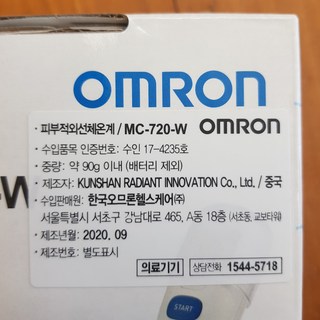 OMRON
· 피부적외선체온계 / MC-720-W OMRON
· 수입품목 인증번호: 수인 17-4235호
· 중량: 약 90g 이내 (배터리 제외)
· 제조자: KUNSHAN RADIANT INNOVATION Co., Ltd. / 중국
· 수입판매원: 한국오므론헬스케어(주)
서울특별시 서초구 강남대로 465, A동 18층 (서초동, 교보타워)
· 제조년월: 2020. 09
· 제조번호: 별도표시
의료기기 상담전화 1544-5718
-W
START